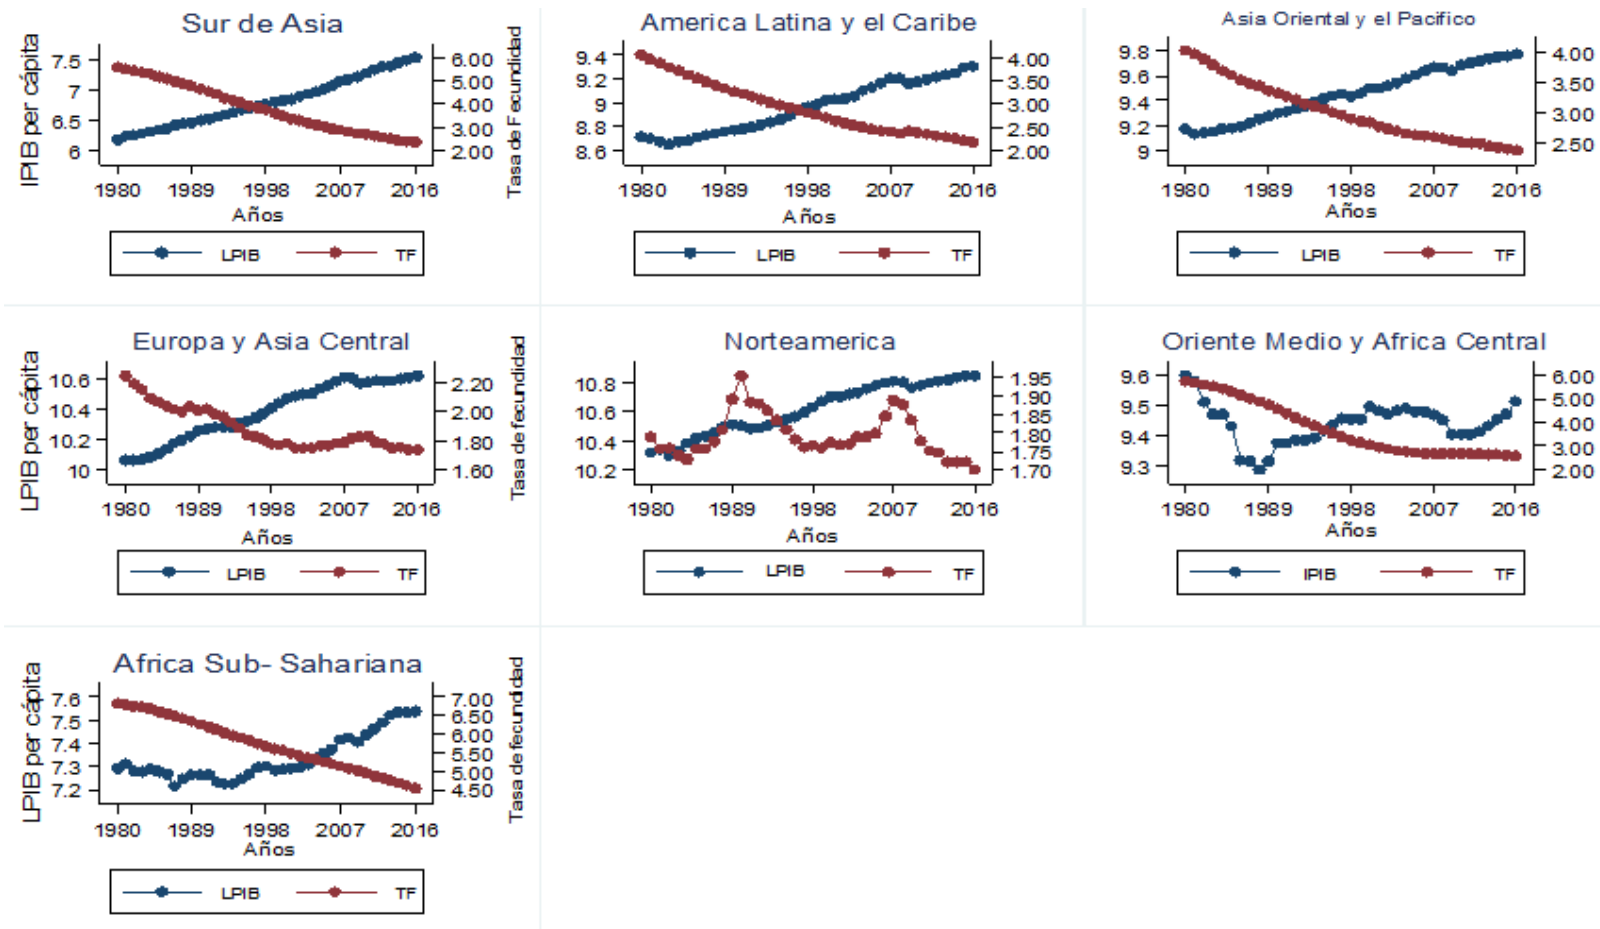 Sur de Asia
lPIB per cápita
7.5
7
6.5
6
6.00
5.00
4.00
3.00
2.00
Tasa de Fecundidad
1980 1989 1998 2007 2016
Años
LPIB TF
America Latina y el Caribe
9.4
9.2
9
8.8
8.6
4.00
3.50
3.00
2.50
2.00
1980 1989 1998 2007 2016
Años
LPIB TF
Asia Oriental y el Pacifico
9.8
9.6
9.4
9.2
9
4.00
3.50
3.00
2.50
1980 1989 1998 2007 2016
Años
LPIB TF
Europa y Asia Central
LPIB per cápita
10.6
10.4
10.2
10
2.20
2.00
1.80
1.60
Tasa de fecundidad
1980 1989 1998 2007 2016
Años
LPIB TF
Norteamerica
10.8
10.6
10.4
10.2
1.95
1.90
1.85
1.80
1.75
1.70
1980 1989 1998 2007 2016
Años
LPIB TF
Oriente Medio y Africa Central
9.6
9.5
9.4
9.3
6.00
5.00
4.00
3.00
2.00
1980 1989 1998 2007 2016
Años
lPIB TF
Africa Sub- Sahariana
LPIB per cápita
7.6
7.5
7.4
7.3
7.2
7.00
6.50
6.00
5.50
5.00
4.50
Tasa de fecundidad
1980 1989 1998 2007 2016
Años
LPIB TF